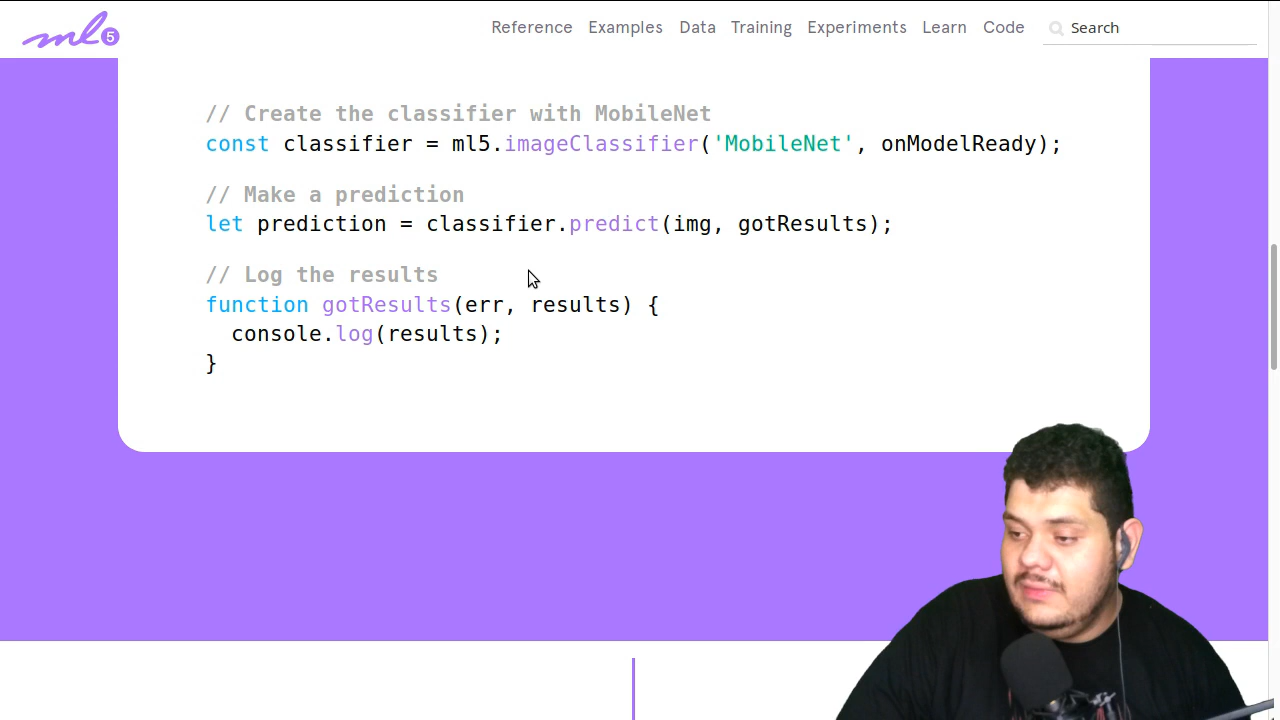 ml5
Reference Examples Data Training Experiments Learn Code Search
// Create the classifier with MobileNet
const classifier = ml5.imageClassifier('MobileNet', onModelReady);
// Make a prediction
let prediction = classifier.predict(img, gotResults);
// Log the results
function gotResults(err, results) {
  console.log(results);
}